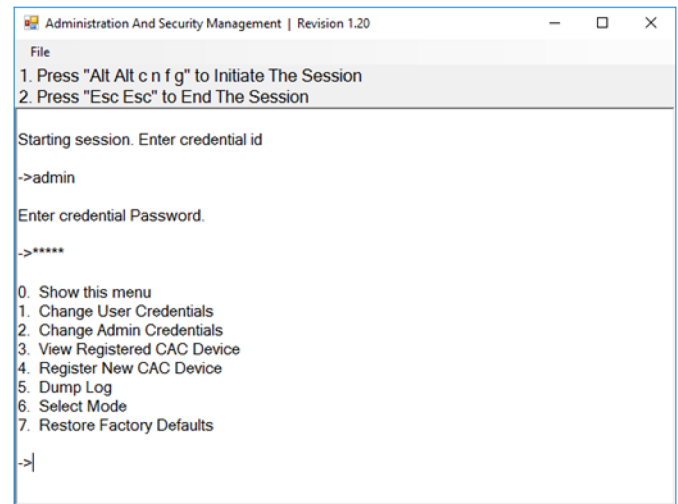 Administration And Security Management | Revision 1.20
File
1. Press "Alt Alt c n f g" to Initiate The Session
2. Press "Esc Esc" to End The Session
Starting session. Enter credential id
->admin
Enter credential Password.
->*****
0. Show this menu
1. Change User Credentials
2. Change Admin Credentials
3. View Registered CAC Device
4. Register New CAC Device
5. Dump Log
6. Select Mode
7. Restore Factory Defaults
->